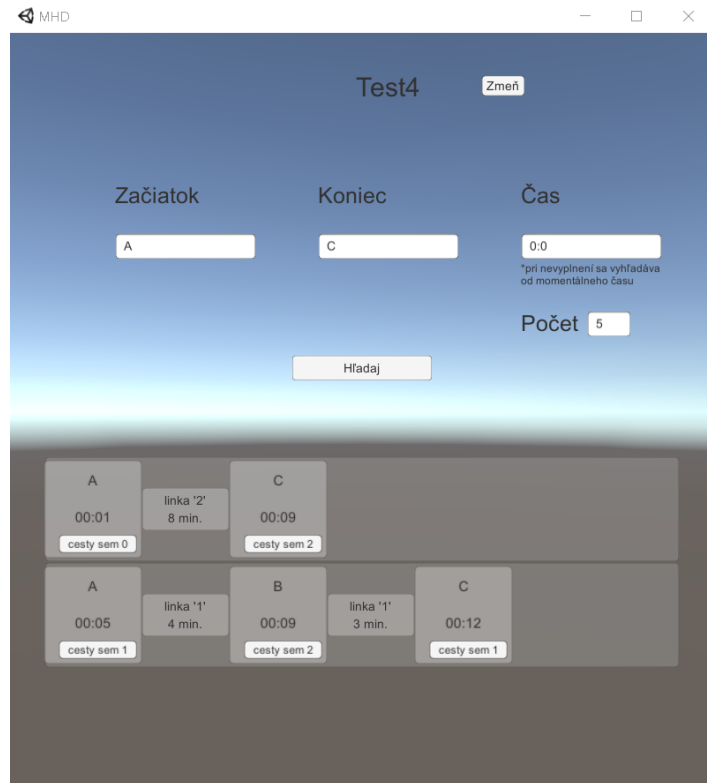 MHD
Test4
Zmeň
Začiatok
Koniec
Čas
A
C
0:0
*pri nevyplnení sa vyhľadáva
od momentálneho času
Počet
5
Hľadaj
A
C
linka '2'
00:01
8 min.
00:09
cesty sem 0
cesty sem 2
A
B
C
linka '1'
linka '1'
00:05
4 min.
00:09
3 min.
00:12
cesty sem 1
cesty sem 2
cesty sem 1